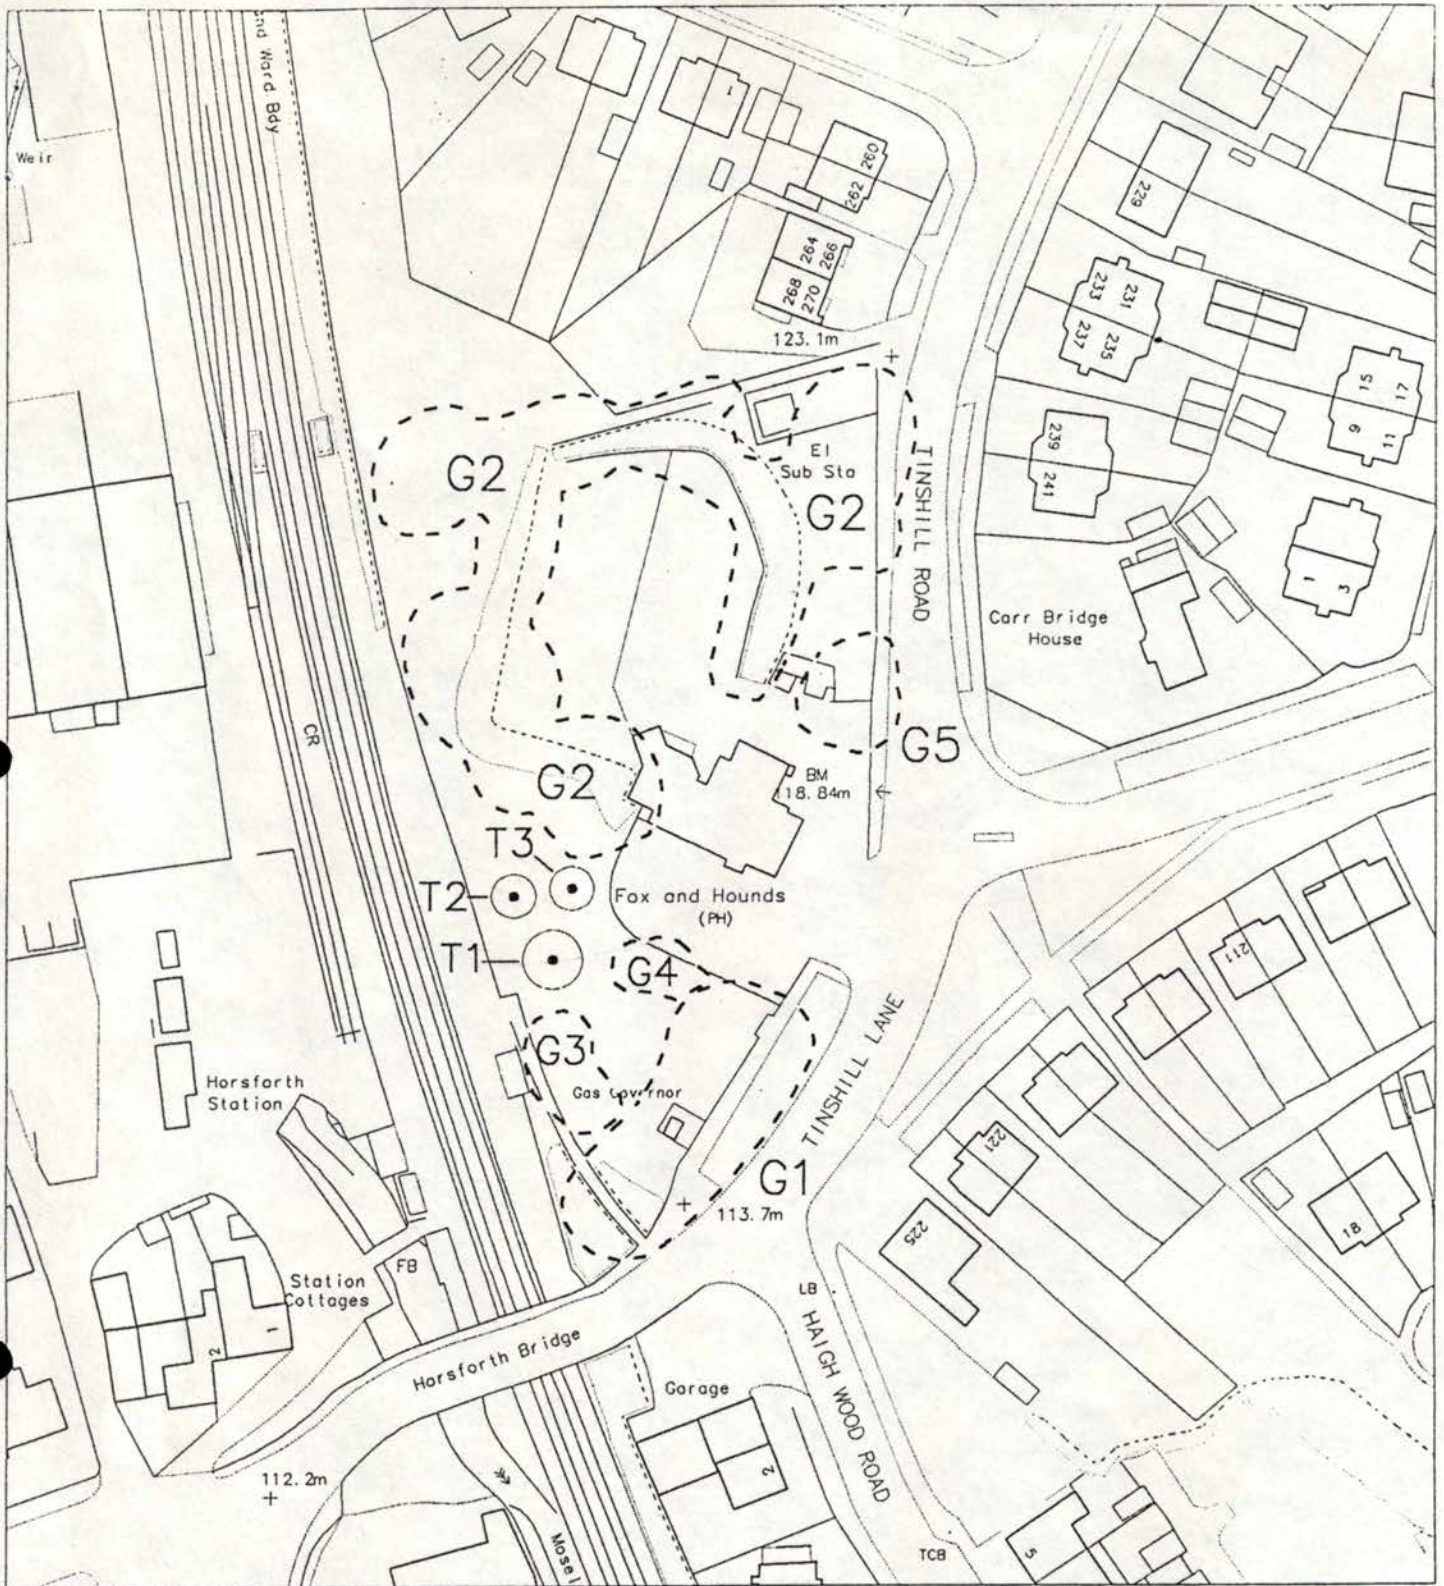 nd Ward Bdy
Weir
1
260
262
264
266
268
270
123.1m
229
233
231
237
235
15
17
9
11
239
241
1
3
G2
El
Sub Sta
G2
TINSHILL ROAD
Carr Bridge
House
CR
G5
G2
BM
118.84m
T3
T2
Fox and Hounds
(PH)
T1
G4
211
G3
TINSHILL LANE
Horsforth
Station
Gas Governor
221
G1
113.7m
225
18
FB
Station
Cottages
1
2
LB
HAIGH WOOD ROAD
Horsforth Bridge
Garage
2
112.2m
Mosel
TCB
5